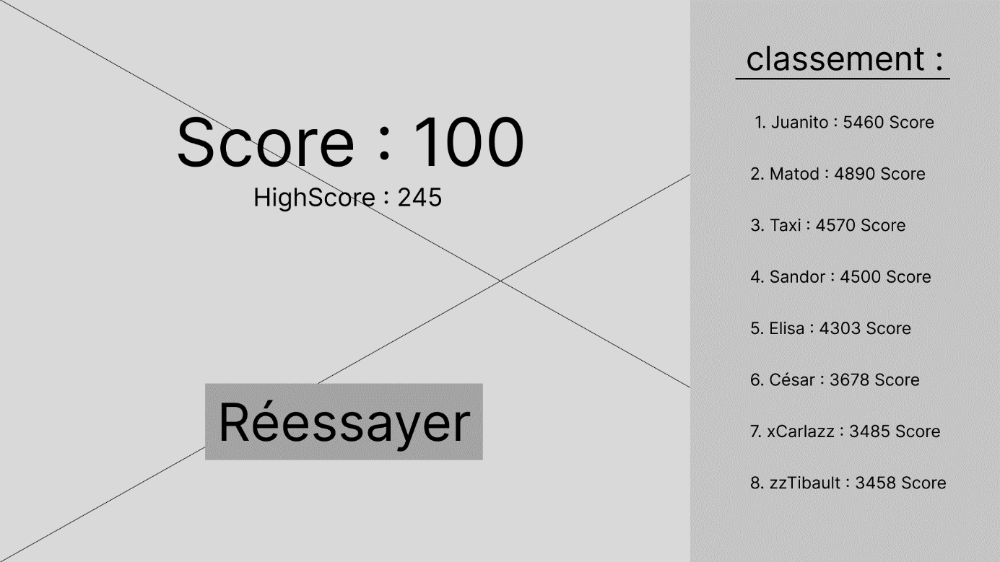 Score : 100
HighScore : 245
Réessayer
classement :
1. Juanito : 5460 Score
2. Matod : 4890 Score
3. Taxi : 4570 Score
4. Sandor : 4500 Score
5. Elisa : 4303 Score
6. César : 3678 Score
7. xCarlazz : 3485 Score
8. zzTibault : 3458 Score